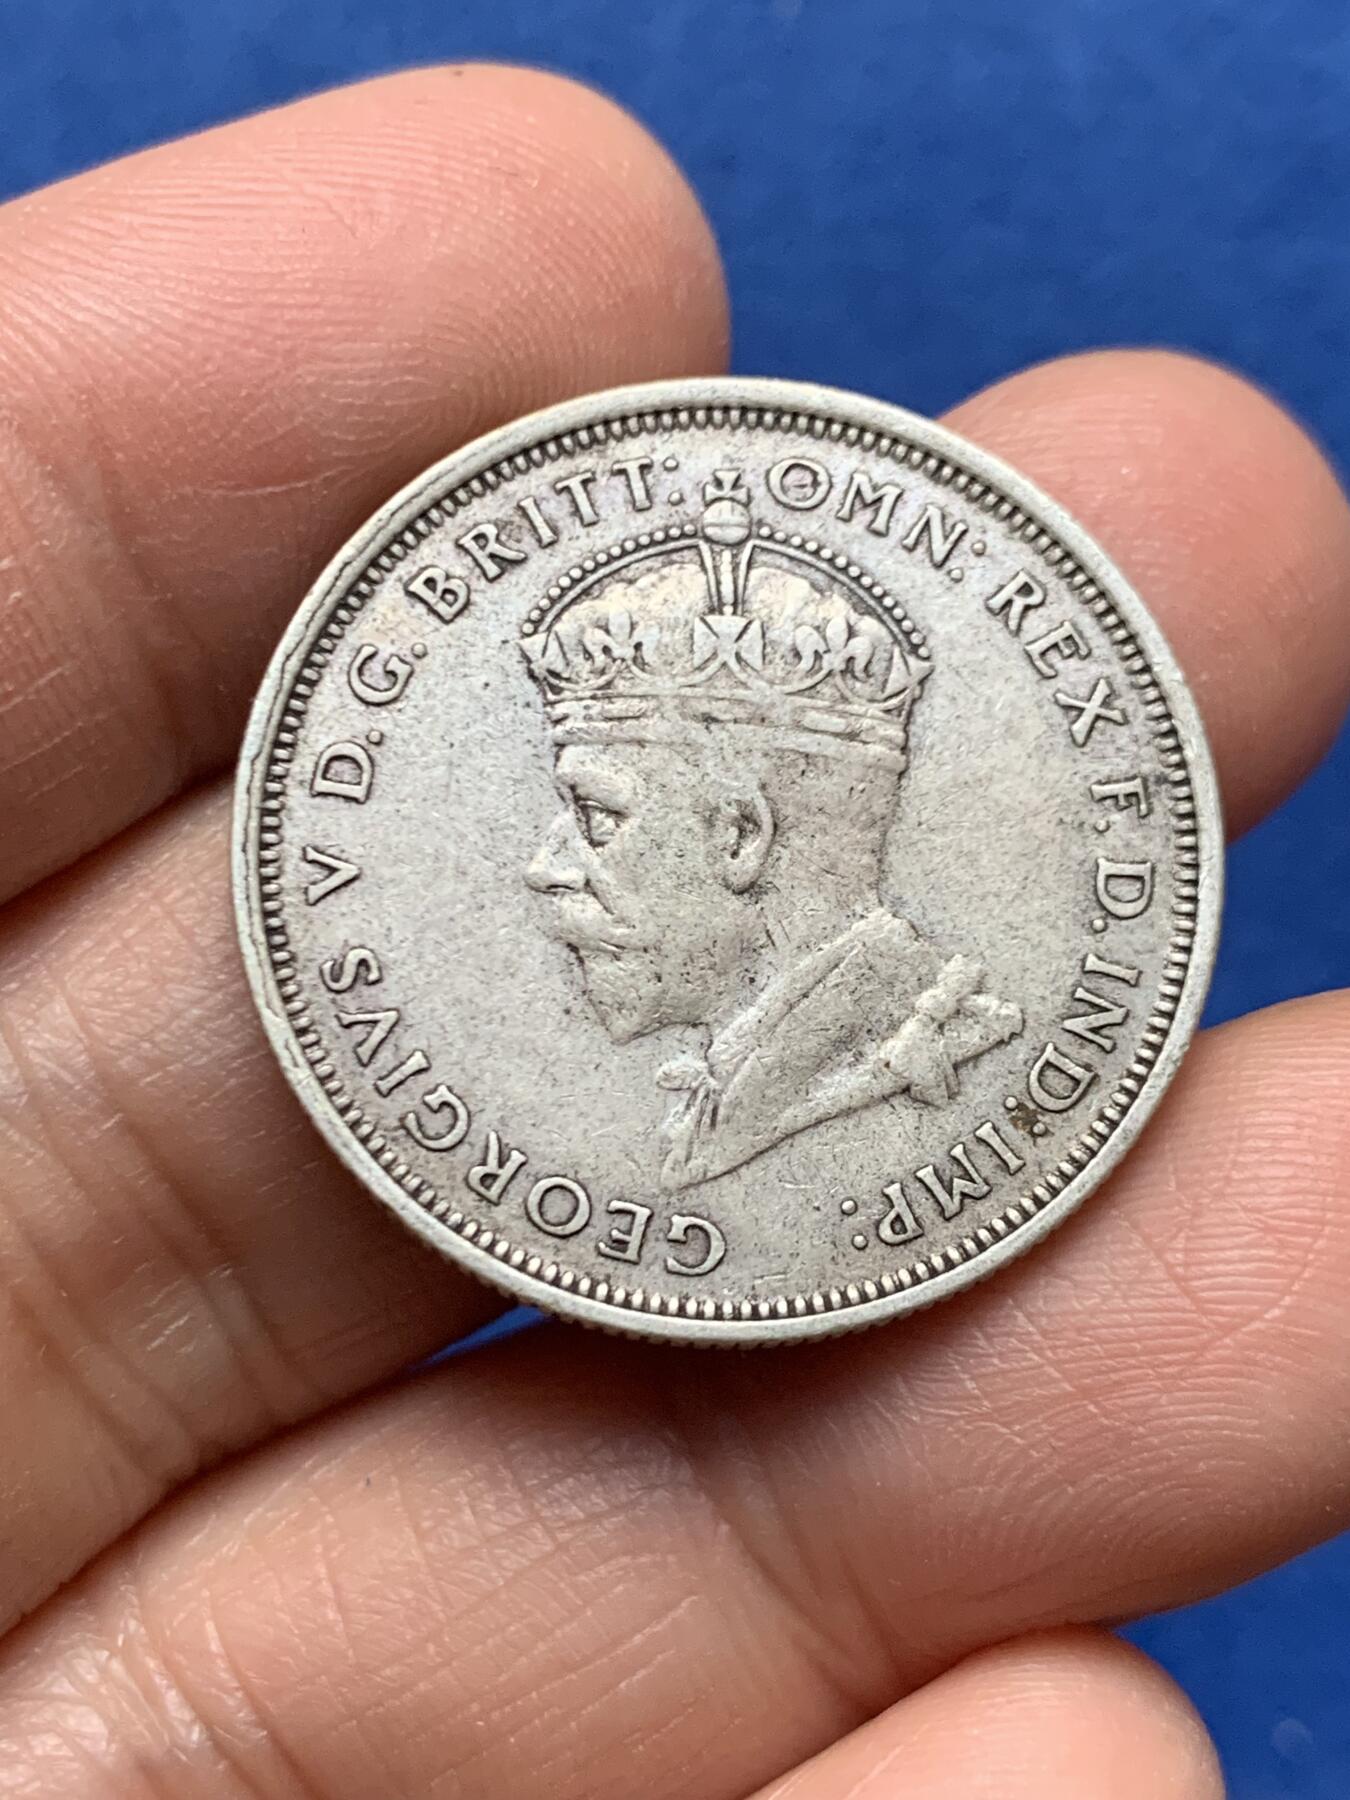 GEORGIVS V D.G. BRITT: OMN: REX F.D. IND: IMP: